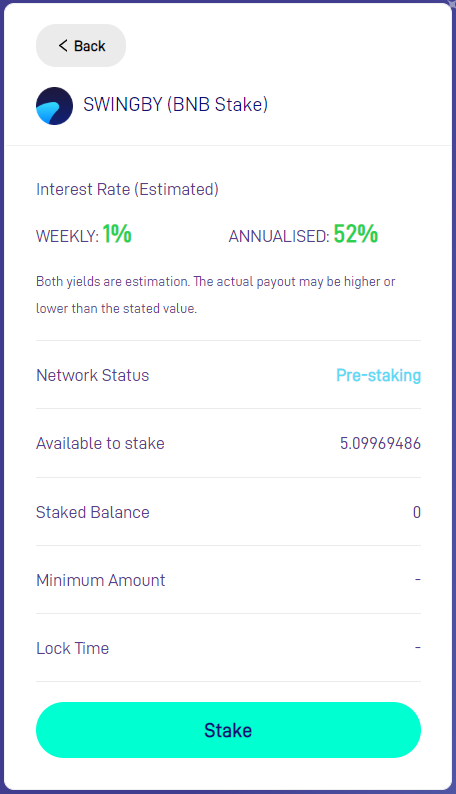 Back
SWINGBY (BNB Stake)
Interest Rate (Estimated)
WEEKLY: 1% ANNUALISED: 52%
Both yields are estimation. The actual payout may be higher or
lower than the stated value.
Network Status Pre-staking
Available to stake 5.09969486
Staked Balance 0
Minimum Amount -
Lock Time -
Stake